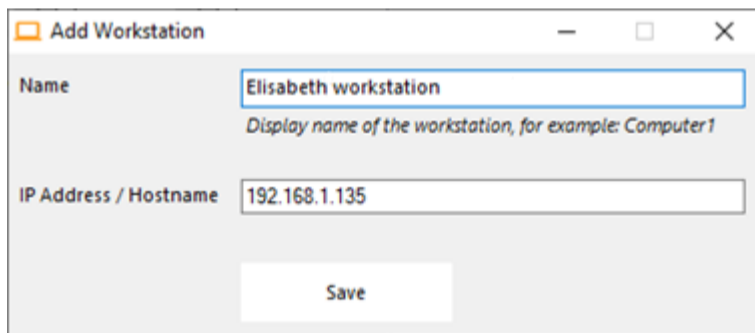 Add Workstation
Name
Elisabeth workstation
Display name of the workstation, for example: Computer1
IP Address / Hostname
192.168.1.135
Save